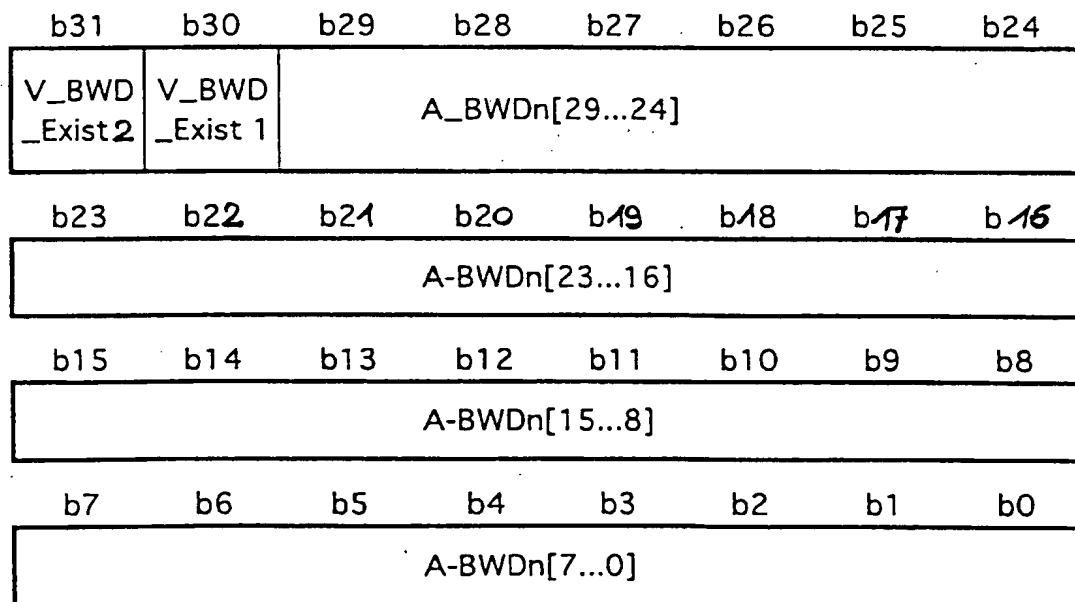 b31 b30 b29 b28 b27 b26 b25 b24
V_BWD V_BWD A_BWDn[29...24]
_Exist2 _Exist 1
b23 b22 b21 b20 b19 b18 b17 b16
A-BWDn[23...16]
b15 b14 b13 b12 b11 b10 b9 b8
A-BWDn[15...8]
b7 b6 b5 b4 b3 b2 b1 b0
A-BWDn[7...0]